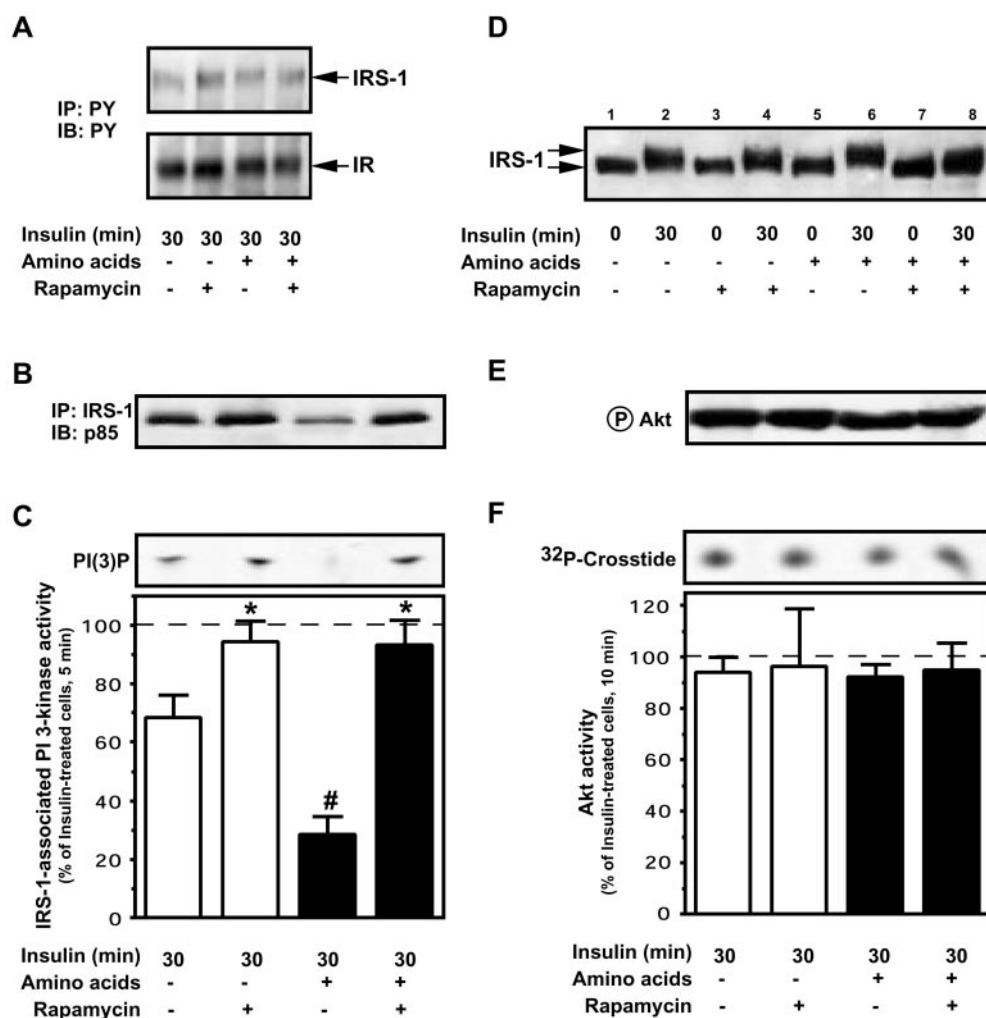 A
IRS-1
IP: PY
IB: PY
IR
Insulin (min) 30 30 30 30
Amino acids - - + +
Rapamycin - + - +
B
IP: IRS-1
IB: p85
C
PI(3)P
IRS-1-associated PI 3-kinase activity
(% of Insulin-treated cells, 5 min)
100
80
60
40
20
0
*
#
*
Insulin (min) 30 30 30 30
Amino acids - - + +
Rapamycin - + - +
D
1 2 3 4 5 6 7 8
IRS-1
Insulin (min) 0 30 0 30 0 30 0 30
Amino acids - - - - + + + +
Rapamycin - - + + - - + +
E
Ⓟ Akt
F
³²P-Crosstide
Akt activity
(% of Insulin-treated cells, 10 min)
120
100
80
60
40
20
0
Insulin (min) 30 30 30 30
Amino acids - - + +
Rapamycin - + - +